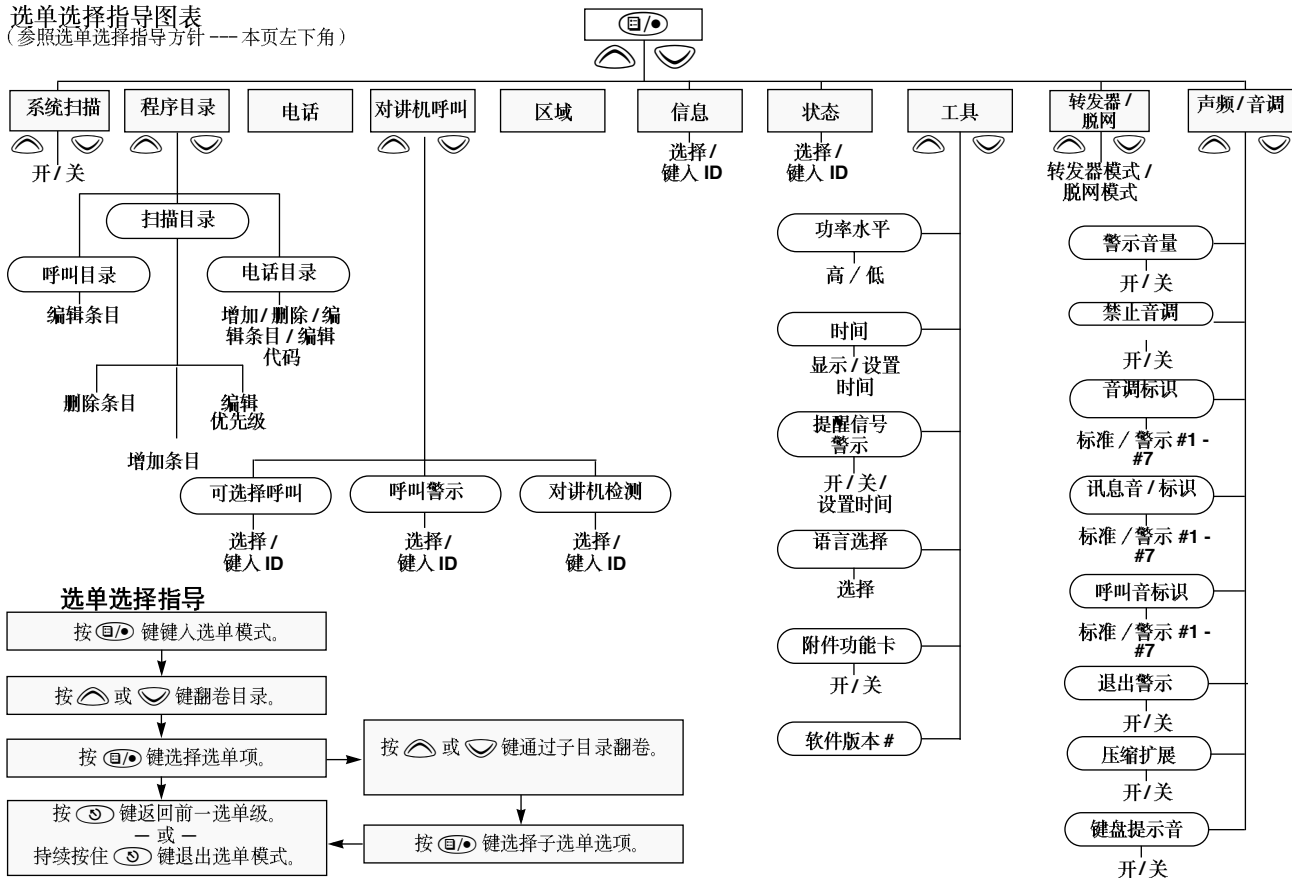 选单选择指导图表
(参照选单选择指导方针 --- 本页左下角)
系统扫描
开/关
程序目录
扫描目录
呼叫目录
编辑条目
电话目录
增加/删除/编
辑条目/编辑
代码
删除条目
编辑
优先级
增加条目
电话
对讲机呼叫
可选择呼叫
选择/
键入 ID
呼叫警示
选择/
键入 ID
对讲机检测
选择/
键入 ID
区域
信息
选择/
键入 ID
状态
选择/
键入 ID
工具
功率水平
高/低
时间
显示/设置
时间
提醒信号
警示
开/关/
设置时间
语言选择
选择
附件功能卡
开/关
软件版本 #
转发器/
脱网
转发器模式/
脱网模式
声频/音调
警示音量
开/关
禁止音调
开/关
音调标识
标准/警示 #1 -
#7
讯息音/标识
标准/警示 #1 -
#7
呼叫音标识
标准/警示 #1 -
#7
退出警示
开/关
压缩扩展
开/关
键盘提示音
开/关
选单选择指导
按 键键入选单模式。
按 或 键翻卷目录。
按 键选择选单项。
按 或 键通过子目录翻卷。
按 键选择子选单选项。
按 键返回前一选单级。
— 或 —
持续按住 键退出选单模式。